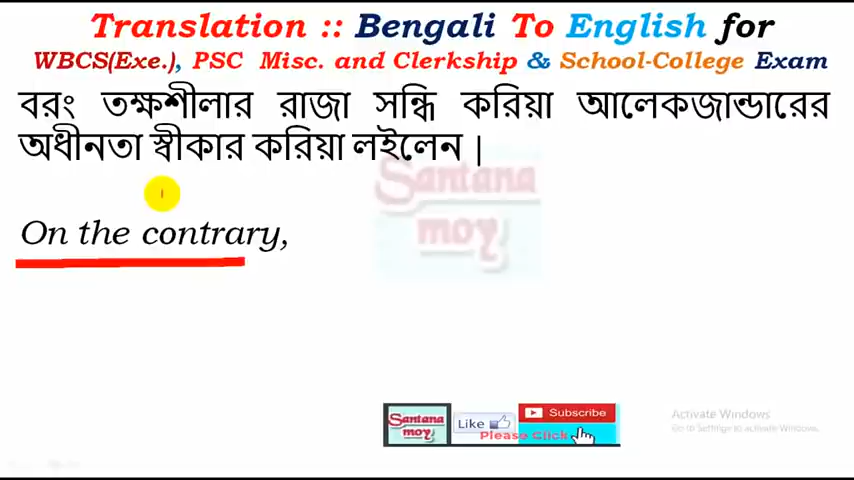 Translation :: Bengali To English for
WBCS(Exe.), PSC Misc. and Clerkship & School-College Exam
বরং তক্ষশীলার রাজা সন্ধি করিয়া আলেকজান্ডারের
অধীনতা স্বীকার করিয়া লইলেন |
Santana
moy
On the contrary,
Santana
moy
Like
Subscribe
Please Click
Activate Windows
Go to Settings to activate Windows.